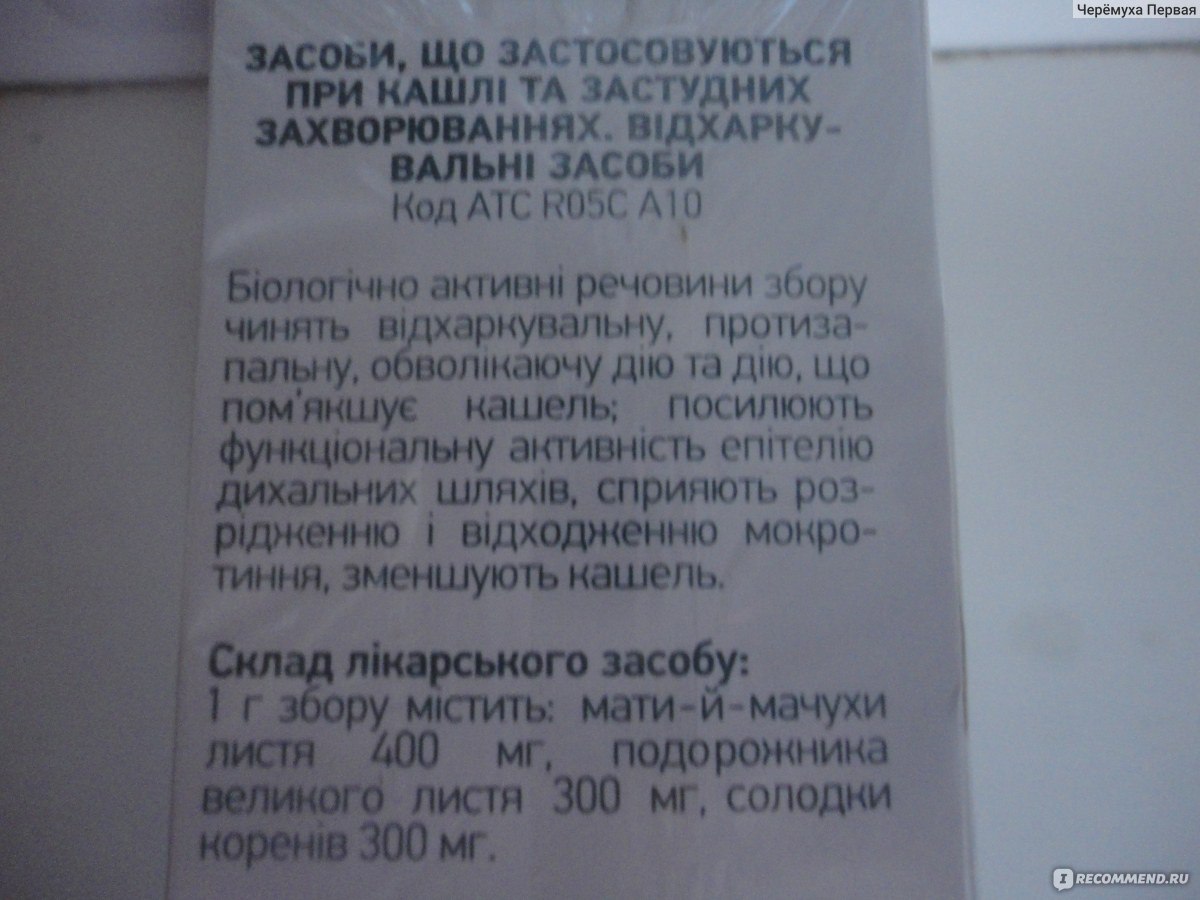 Черёмуха Первая
ЗАСОБИ, ЩО ЗАСТОСОВУЮТЬСЯ
ПРИ КАШЛІ ТА ЗАСТУДНИХ
ЗАХВОРЮВАННЯХ. ВІДХАРКУ-
ВАЛЬНІ ЗАСОБИ
Код АТС R05C A10
Біологічно активні речовини збору
чинять відхаркувальну, протиза-
пальну, обволікаючу дію та дію, що
пом'якшує кашель; посилюють
функціональну активність епітелію
дихальних шляхів, сприяють роз-
рідженню і відходженню мокро-
тиння, зменшують кашель.
Склад лікарського засобу:
1 г збору містить: мати-й-мачухи
листя 400 мг, подорожника
великого листя 300 мг, солодки
коренів 300 мг.
I RECOMMEND.RU